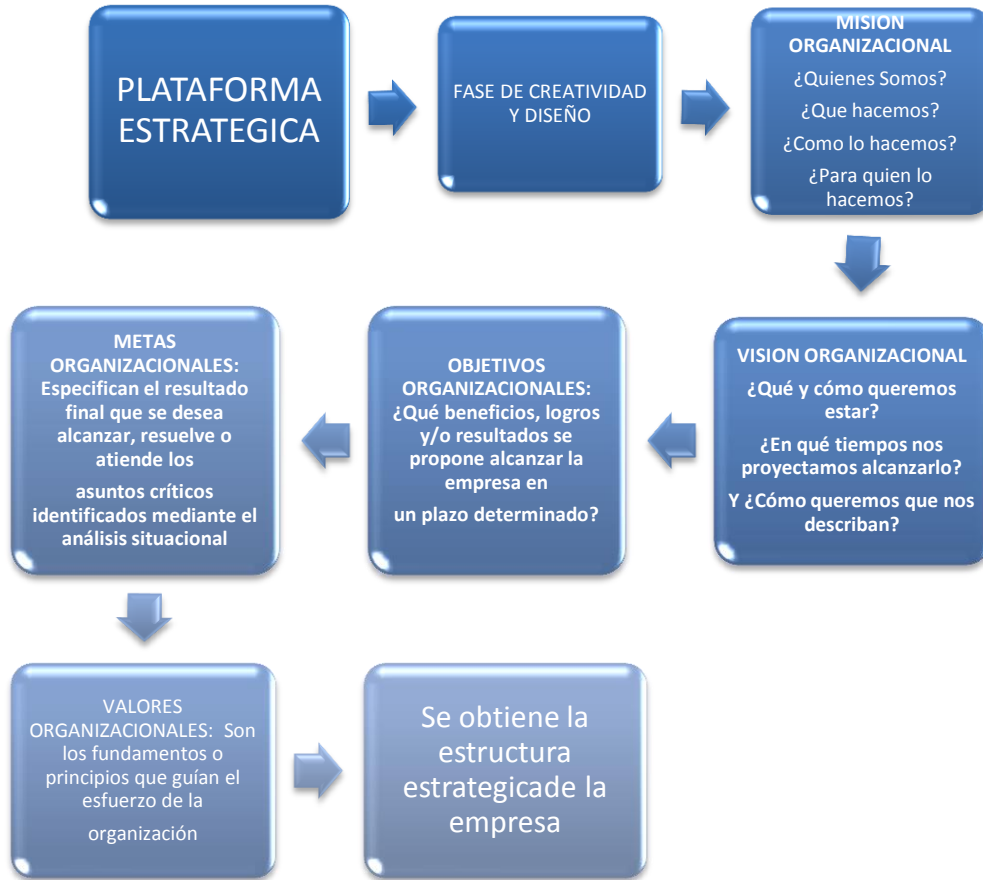 PLATAFORMA
ESTRATEGICA
FASE DE CREATIVIDAD
Y DISEÑO
MISION
ORGANIZACIONAL
¿Quienes Somos?
¿Que hacemos?
¿Como lo hacemos?
¿Para quien lo
hacemos?
VISION ORGANIZACIONAL
¿Qué y cómo queremos
estar?
¿En qué tiempos nos
proyectamos alcanzarlo?
Y ¿Cómo queremos que nos
describan?
OBJETIVOS
ORGANIZACIONALES:
¿Qué beneficios, logros
y/o resultados se
propone alcanzar la
empresa en
un plazo determinado?
METAS
ORGANIZACIONALES:
Especifican el resultado
final que se desea
alcanzar, resuelve o
atiende los
asuntos críticos
identificados mediante el
análisis situacional
VALORES
ORGANIZACIONALES: Son
los fundamentos o
principios que guían el
esfuerzo de la
organización
Se obtiene la
estructura
estrategicade la
empresa